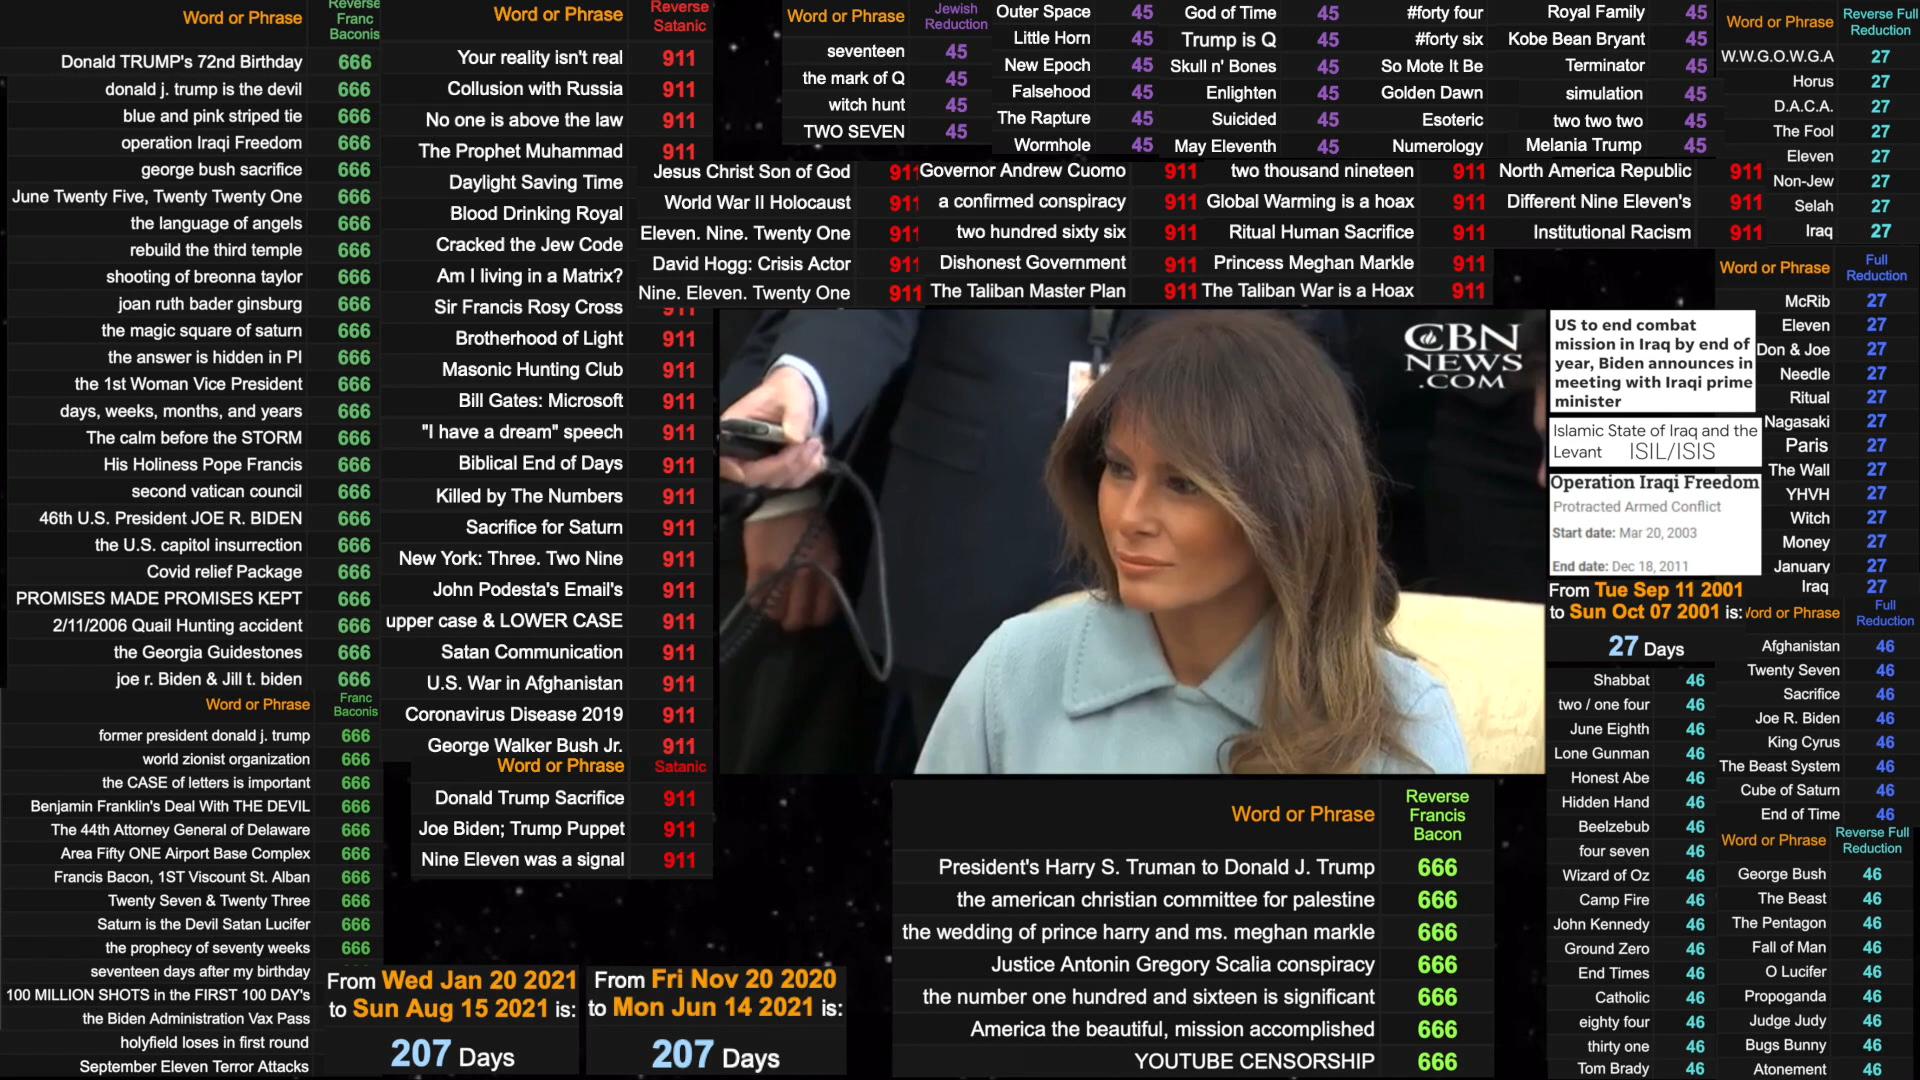 Word or Phrase Reverse Franc Baconis
Donald TRUMP's 72nd Birthday 666
donald j. trump is the devil 666
blue and pink striped tie 666
operation Iraqi Freedom 666
george bush sacrifice 666
June Twenty Five, Twenty Twenty One 666
the language of angels 666
rebuild the third temple 666
shooting of breonna taylor 666
joan ruth bader ginsburg 666
the magic square of saturn 666
the answer is hidden in PI 666
the 1st Woman Vice President 666
days, weeks, months, and years 666
The calm before the STORM 666
His Holiness Pope Francis 666
second vatican council 666
46th U.S. President JOE R. BIDEN 666
the U.S. capitol insurrection 666
Covid relief Package 666
PROMISES MADE PROMISES KEPT 666
2/11/2006 Quail Hunting accident 666
the Georgia Guidestones 666
joe r. Biden & Jill t. biden 666
Word or Phrase Franc Baconis
former president donald j. trump 666
world zionist organization 666
the CASE of letters is important 666
Benjamin Franklin's Deal With THE DEVIL 666
The 44th Attorney General of Delaware 666
Area Fifty ONE Airport Base Complex 666
Francis Bacon, 1ST Viscount St. Alban 666
Twenty Seven & Twenty Three 666
Saturn is the Devil Satan Lucifer 666
the prophecy of seventy weeks 666
seventeen days after my birthday 666
100 MILLION SHOTS in the FIRST 100 DAY's 666
the Biden Administration Vax Pass 666
holyfield loses in first round 666
September Eleven Terror Attacks 666
Word or Phrase Reverse Satanic
Your reality isn't real 911
Collusion with Russia 911
No one is above the law 911
The Prophet Muhammad 911
Daylight Saving Time 911
Blood Drinking Royal 911
Cracked the Jew Code 911
Am I living in a Matrix? 911
Sir Francis Rosy Cross 911
Brotherhood of Light 911
Masonic Hunting Club 911
Bill Gates: Microsoft 911
"I have a dream" speech 911
Biblical End of Days 911
Killed by The Numbers 911
Sacrifice for Saturn 911
New York: Three. Two Nine 911
John Podesta's Email's 911
upper case & LOWER CASE 911
Satan Communication 911
U.S. War in Afghanistan 911
Coronavirus Disease 2019 911
George Walker Bush Jr. 911
Word or Phrase Satanic
Donald Trump Sacrifice 911
Joe Biden; Trump Puppet 911
Nine Eleven was a signal 911
From Wed Jan 20 2021
to Sun Aug 15 2021 is:
207 Days
From Fri Nov 20 2020
to Mon Jun 14 2021 is:
207 Days
Word or Phrase Jewish Reduction
seventeen 45
the mark of Q 45
witch hunt 45
TWO SEVEN 45
Outer Space 45
Little Horn 45
New Epoch 45
Falsehood 45
The Rapture 45
Wormhole 45
God of Time 45
Trump is Q 45
Skull n' Bones 45
Enlighten 45
Suicided 45
May Eleventh 45
#forty four 45
#forty six 45
So Mote It Be 45
Golden Dawn 45
Esoteric 45
Numerology 45
Royal Family 45
Kobe Bean Bryant 45
Terminator 45
simulation 45
two two two 45
Melania Trump 45
Jesus Christ Son of God 911
World War II Holocaust 911
Eleven. Nine. Twenty One 911
David Hogg: Crisis Actor 911
Nine. Eleven. Twenty One 911
Governor Andrew Cuomo 911
a confirmed conspiracy 911
two hundred sixty six 911
Dishonest Government 911
The Taliban Master Plan 911
two thousand nineteen 911
Global Warming is a hoax 911
Ritual Human Sacrifice 911
Princess Meghan Markle 911
The Taliban War is a Hoax 911
North America Republic 911
Different Nine Eleven's 911
Institutional Racism 911
CBN
NEWS
.COM
Word or Phrase Reverse Francis Bacon
President's Harry S. Truman to Donald J. Trump 666
the american christian committee for palestine 666
the wedding of prince harry and ms. meghan markle 666
Justice Antonin Gregory Scalia conspiracy 666
the number one hundred and sixteen is significant 666
America the beautiful, mission accomplished 666
YOUTUBE CENSORSHIP 666
US to end combat
mission in Iraq by end of
year, Biden announces in
meeting with Iraqi prime
minister
Islamic State of Iraq and the
Levant ISIL/ISIS
Operation Iraqi Freedom
Protracted Armed Conflict
Start date: Mar 20, 2003
End date: Dec 18, 2011
From Tue Sep 11 2001
to Sun Oct 07 2001 is:
27 Days
Shabbat 46
two / one four 46
June Eighth 46
Lone Gunman 46
Honest Abe 46
Hidden Hand 46
Beelzebub 46
four seven 46
Wizard of Oz 46
Camp Fire 46
John Kennedy 46
Ground Zero 46
End Times 46
Catholic 46
eighty four 46
thirty one 46
Tom Brady 46
Word or Phrase Reverse Full Reduction
W.W.G.O.W.G.A 27
Horus 27
D.A.C.A. 27
The Fool 27
Eleven 27
Non-Jew 27
Selah 27
Iraq 27
Word or Phrase Full Reduction
McRib 27
Eleven 27
Don & Joe 27
Needle 27
Ritual 27
Nagasaki 27
Paris 27
The Wall 27
YHVH 27
Witch 27
Money 27
January 27
Iraq 27
Word or Phrase Full Reduction
Afghanistan 46
Twenty Seven 46
Sacrifice 46
Joe R. Biden 46
King Cyrus 46
The Beast System 46
Cube of Saturn 46
End of Time 46
Word or Phrase Reverse Full Reduction
George Bush 46
The Beast 46
The Pentagon 46
Fall of Man 46
O Lucifer 46
Propoganda 46
Judge Judy 46
Bugs Bunny 46
Atonement 46